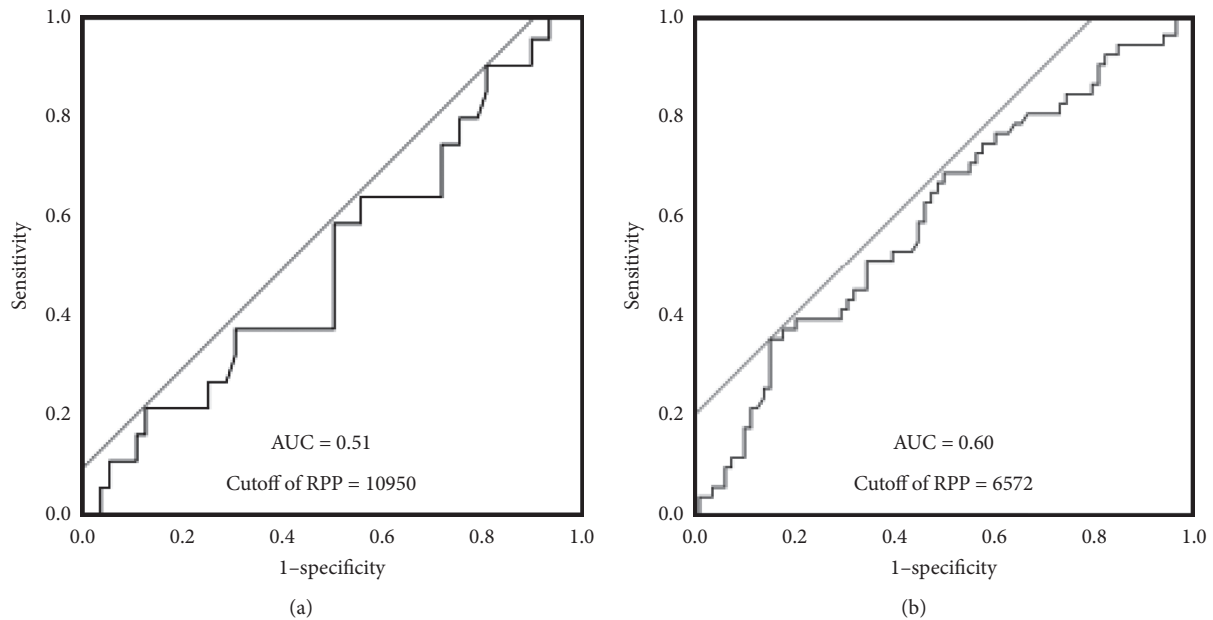 1.0
0.8
0.6
0.4
0.2
0.0
Sensitivity
AUC = 0.51
Cutoff of RPP = 10950
0.0 0.2 0.4 0.6 0.8 1.0
1–specificity
(a)
1.0
0.8
0.6
0.4
0.2
0.0
Sensitivity
AUC = 0.60
Cutoff of RPP = 6572
0.0 0.2 0.4 0.6 0.8 1.0
1–specificity
(b)